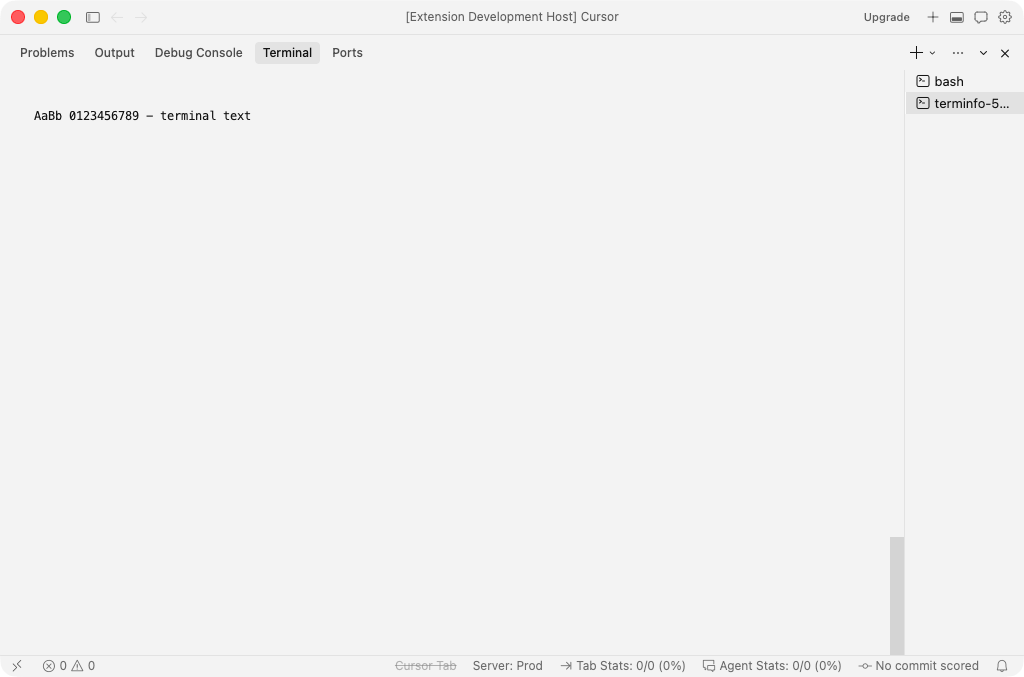 [Extension Development Host] Cursor
Upgrade
Problems Output Debug Console Terminal Ports
bash
terminfo-5...
AaBb 0123456789 – terminal text
0 0 Cursor Tab Server: Prod Tab Stats: 0/0 (0%) Agent Stats: 0/0 (0%) No commit scored